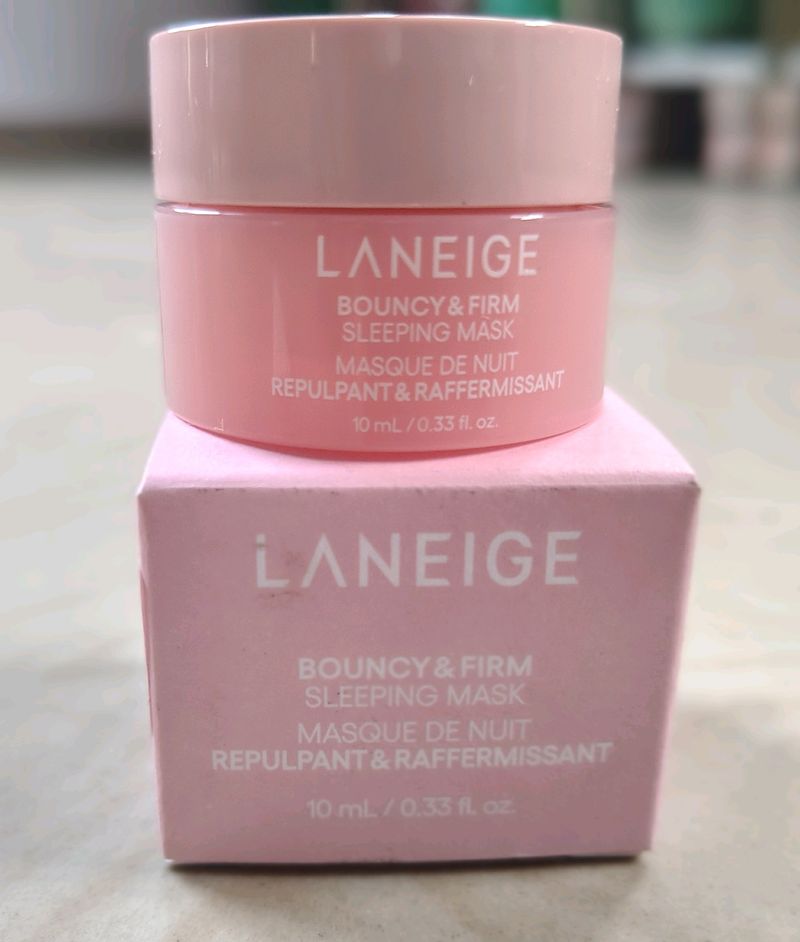 LANEIGE
BOUNCY & FIRM
SLEEPING MASK
MASQUE DE NUIT
REPULPANT & RAFFERMISSANT
10 mL / 0.33 fl. oz.
LANEIGE
BOUNCY & FIRM
SLEEPING MASK
MASQUE DE NUIT
REPULPANT & RAFFERMISSANT
10 mL / 0.33 fl. oz.